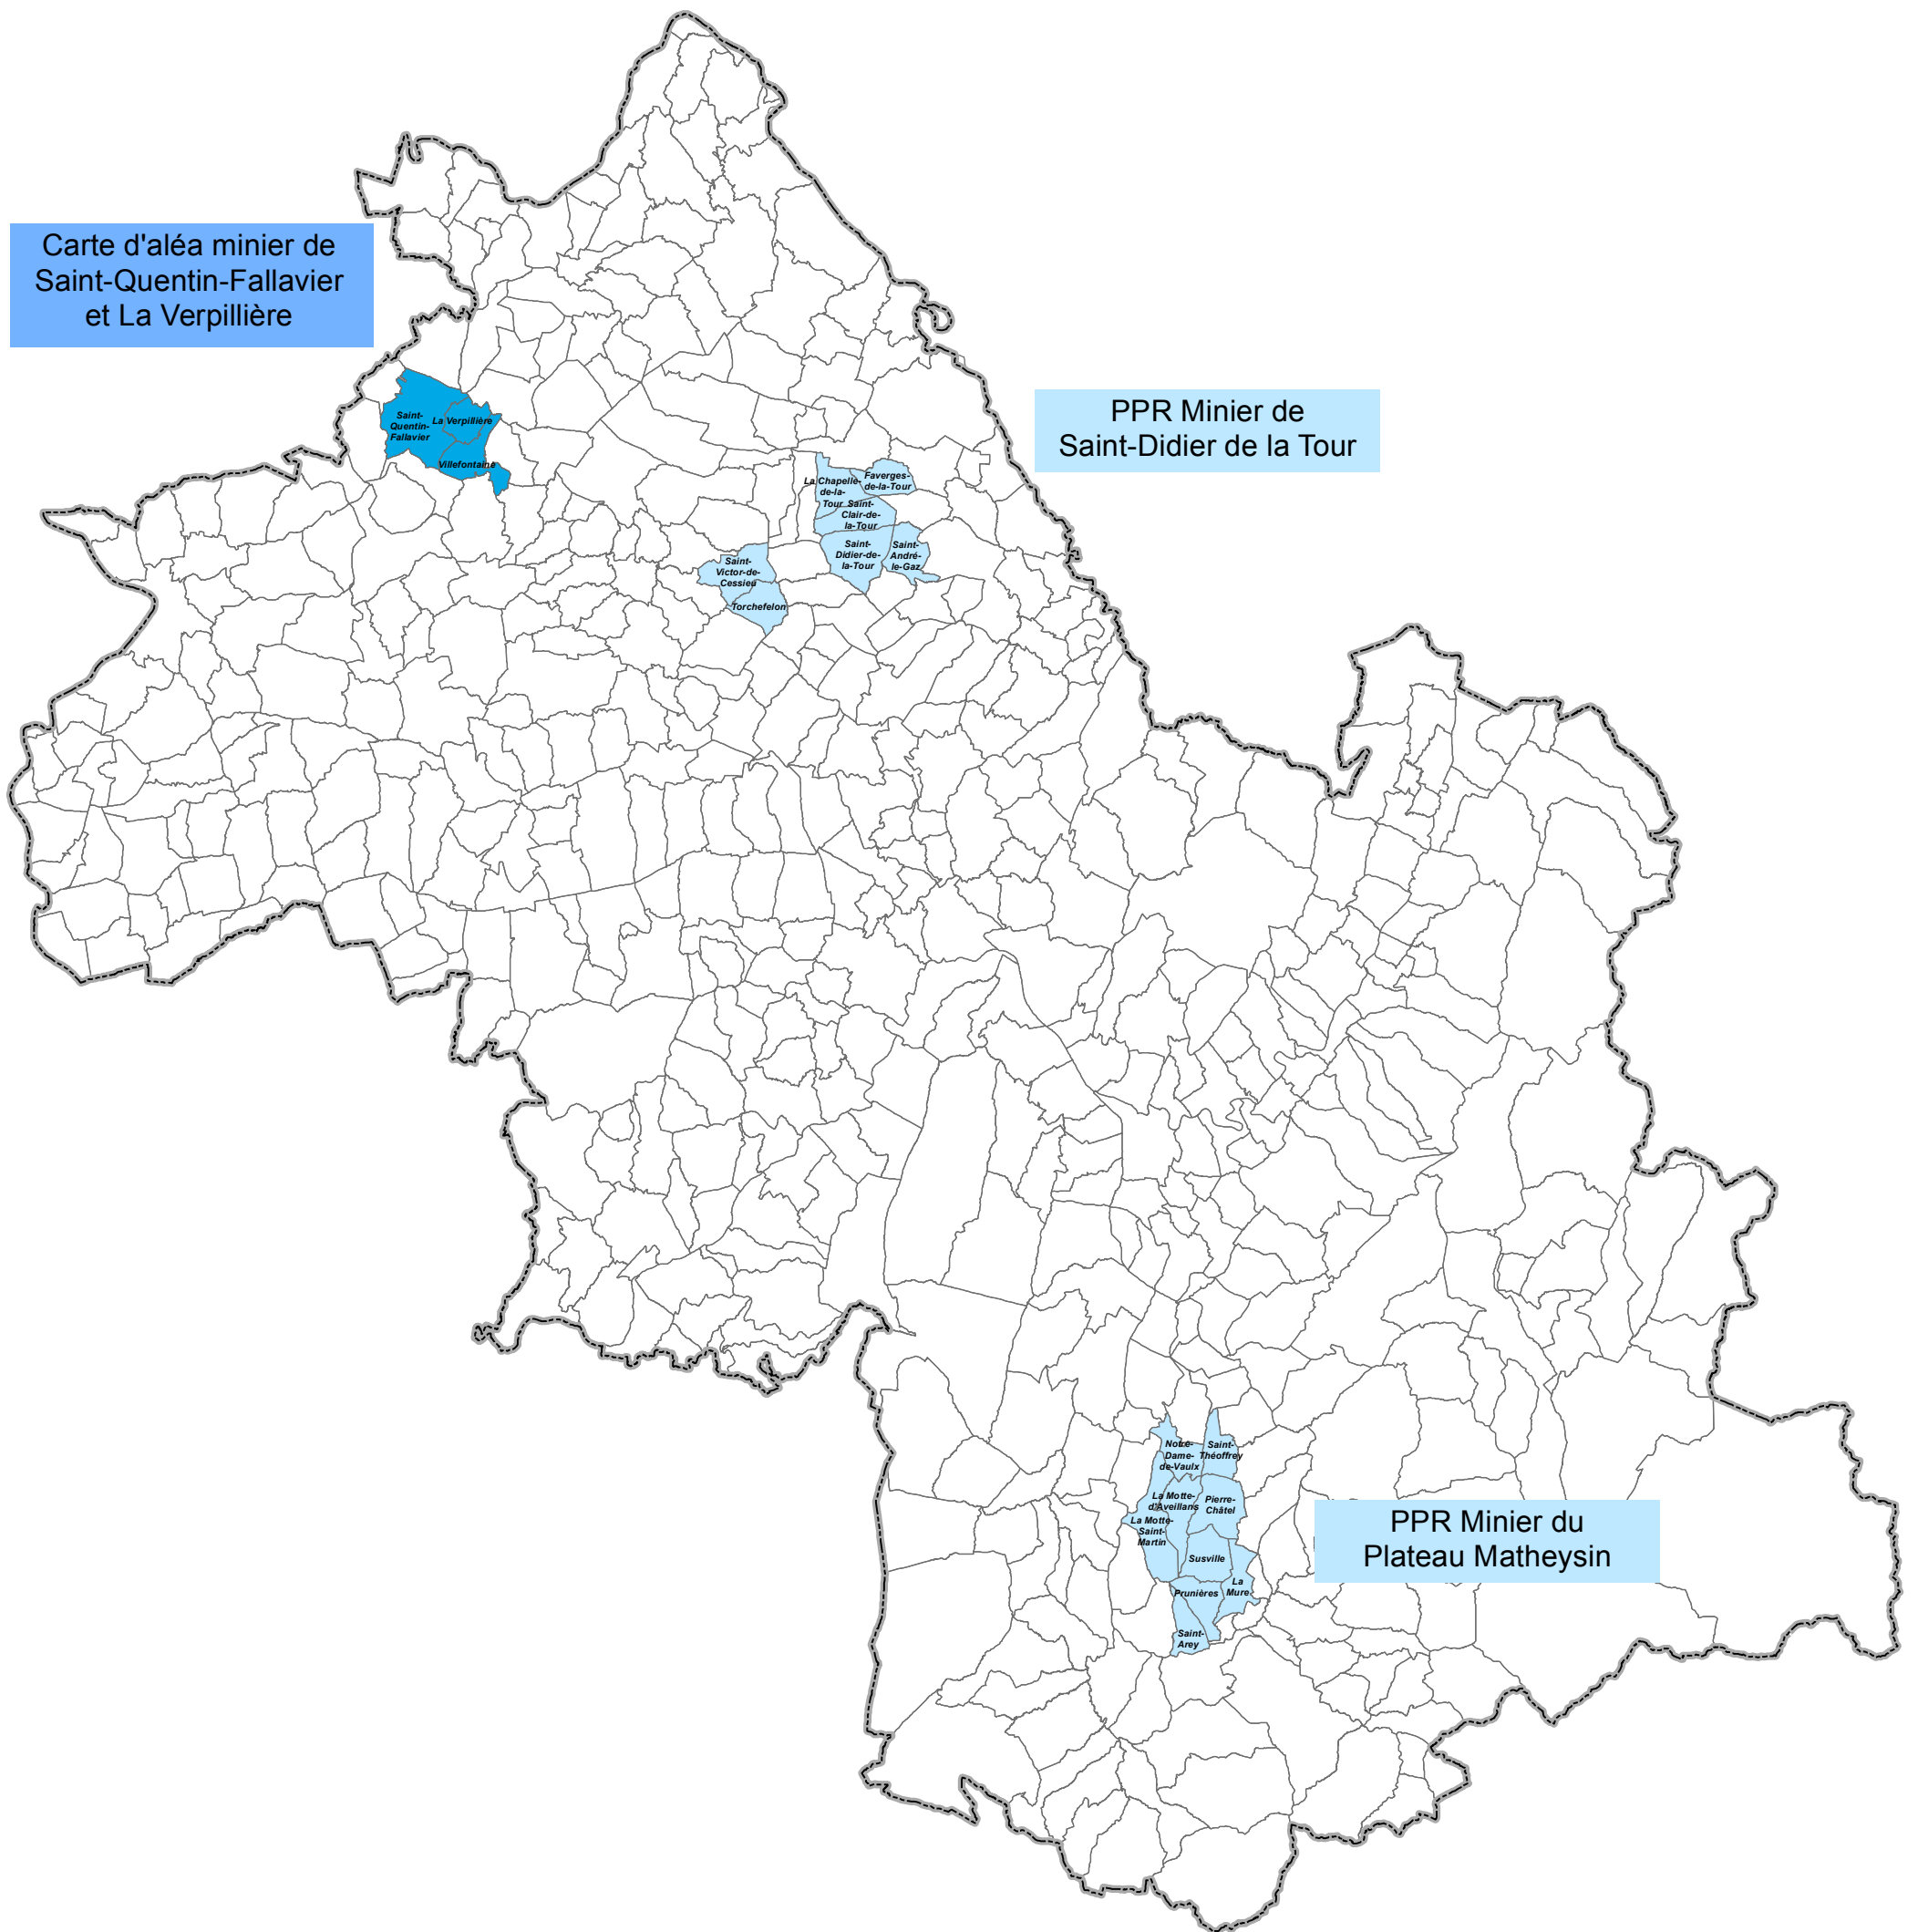 Carte d'aléa minier de
Saint-Quentin-Fallavier
et La Verpillière
Saint-
Quentin-
Fallavier
La Verpillière
Villefontaine
PPR Minier de
Saint-Didier de la Tour
La Chapelle-
de-la-
Tour
Faverges-
de-la-Tour
Saint-
Clair-de-
la-Tour
Saint-
Didier-de-
la-Tour
Saint-
André-
le-Gaz
Saint-
Victor-de-
Cessieu
Torchefelon
Notre-
Dame-
de-Vaulx
Saint-
Théoffrey
La Motte-
d'Aveillans
Pierre-
Châtel
La Motte-
Saint-
Martin
Susville
La
Mure
Prunières
Saint-
Arey
PPR Minier du
Plateau Matheysin